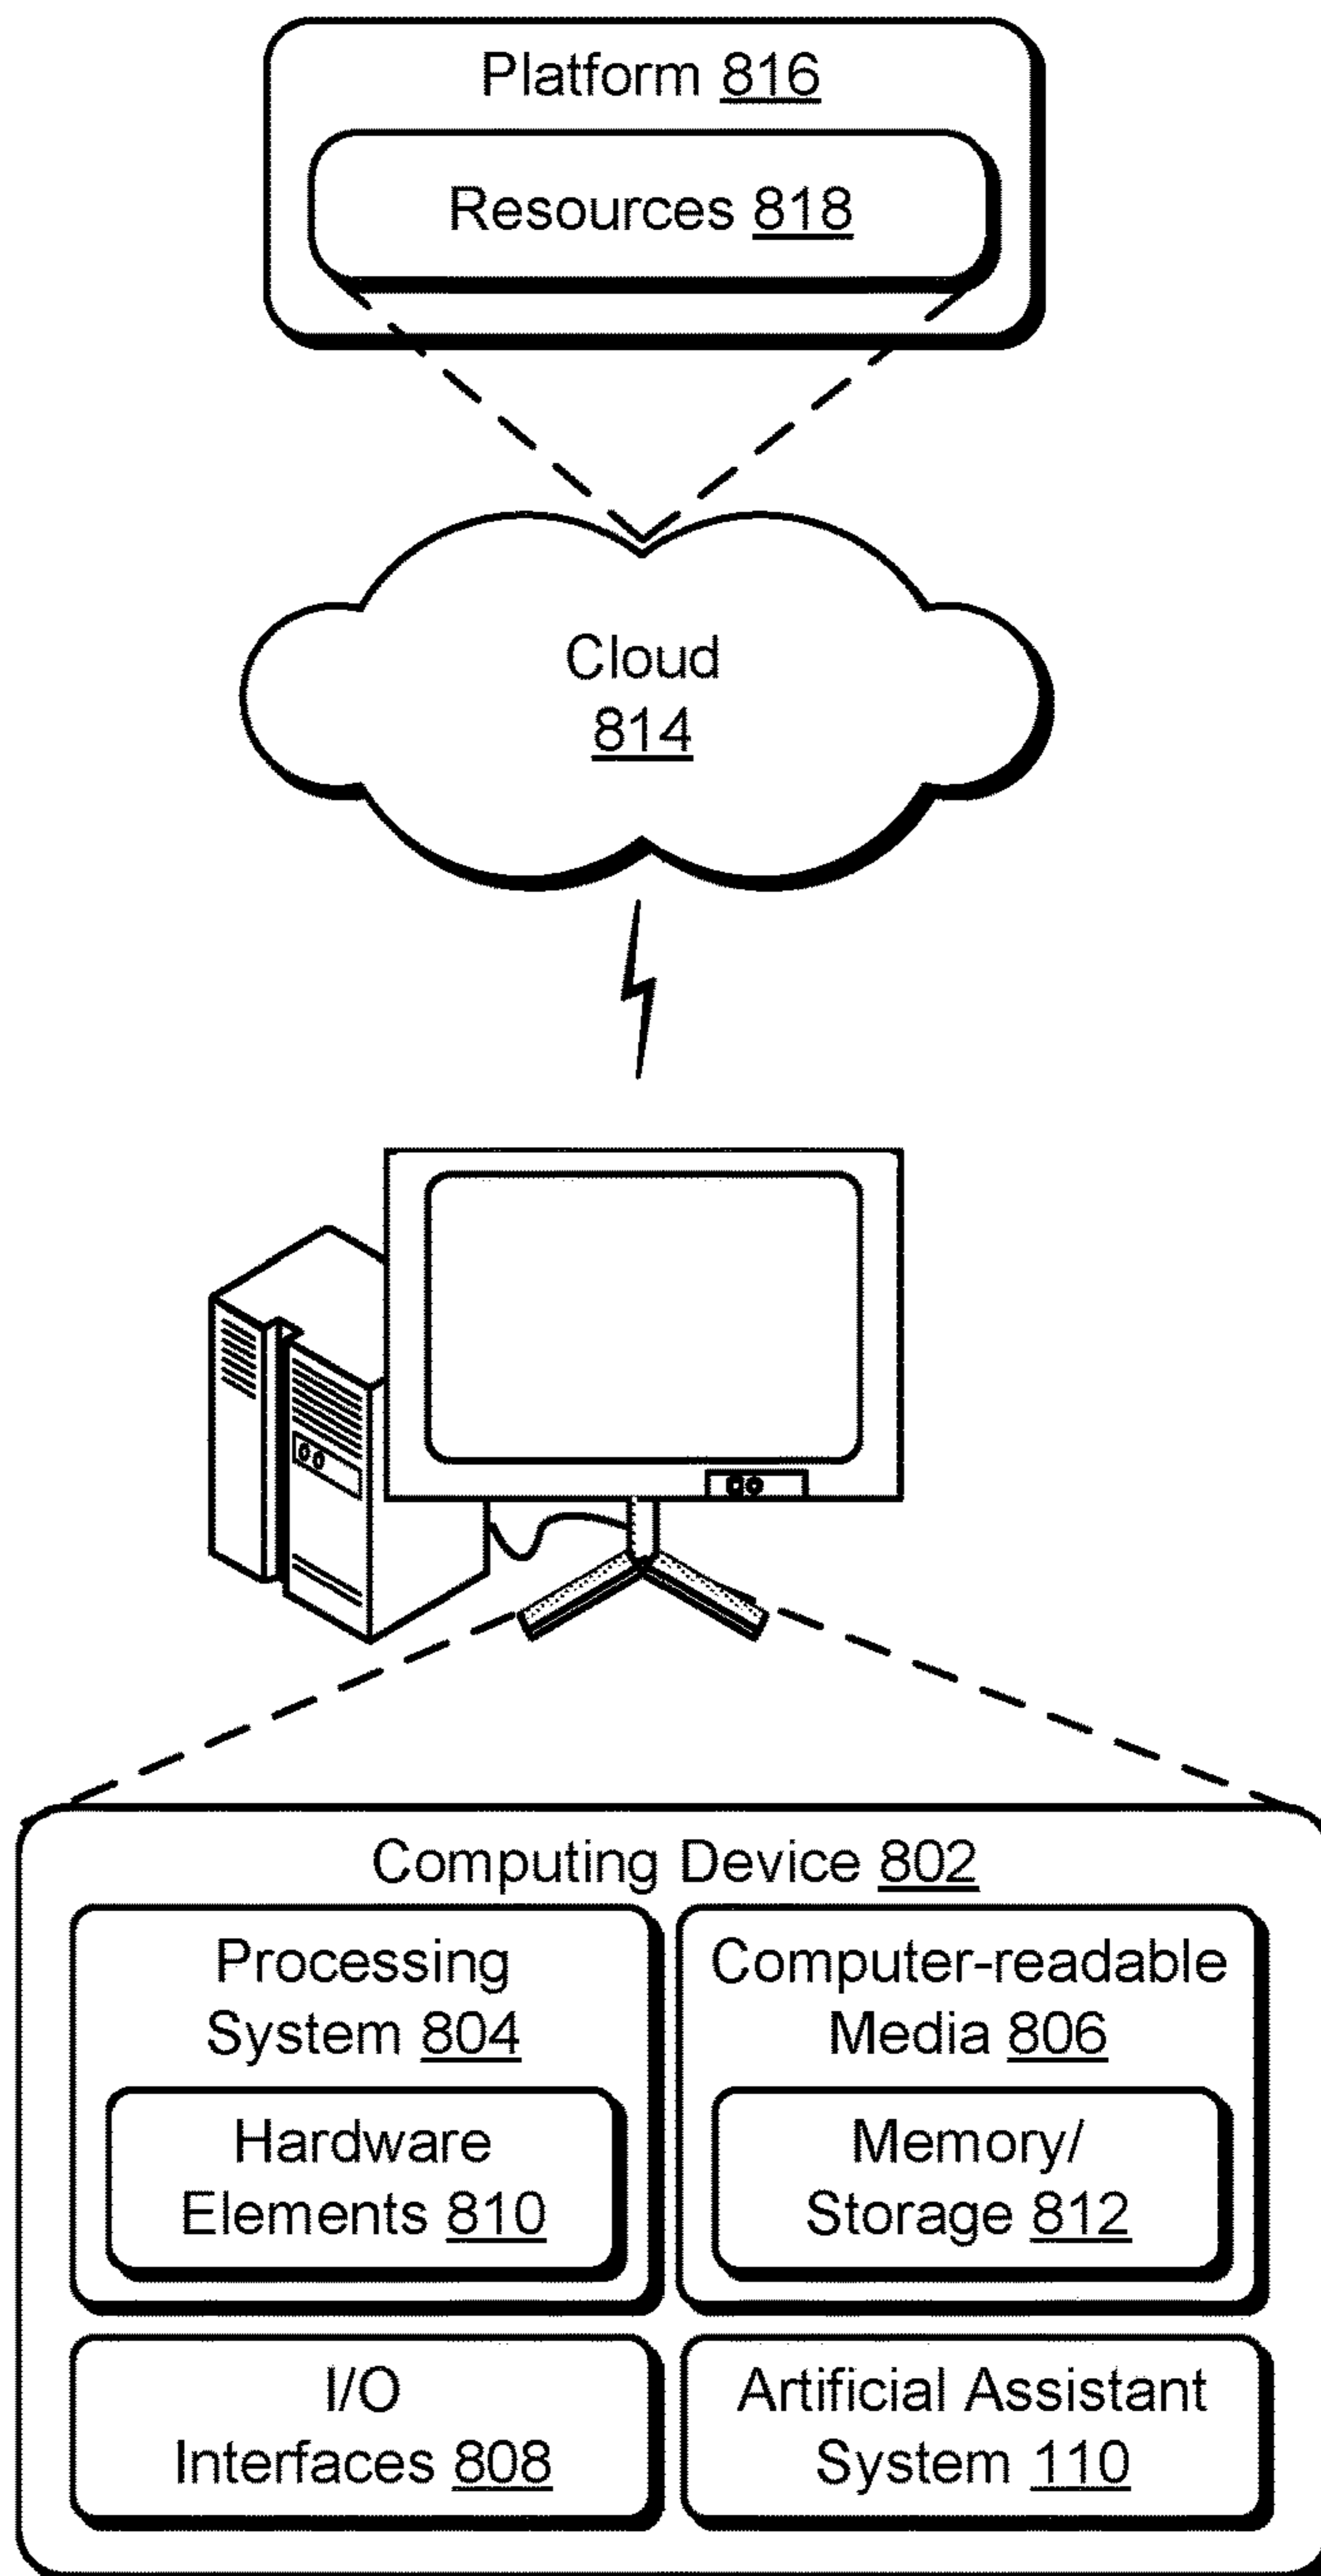 Platform 816
Resources 818
Cloud
814
Computing Device 802
Processing
System 804
Hardware
Elements 810
Computer-readable
Media 806
Memory/
Storage 812
I/O
Interfaces 808
Artificial Assistant
System 110